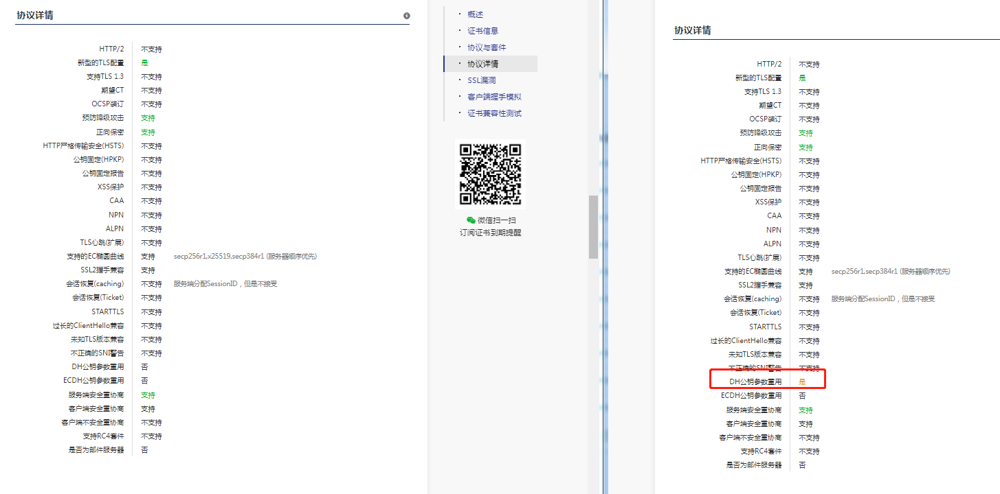 协议详情
HTTP/2 不支持
新型的TLS配置 是
支持TLS 1.3 不支持
期望CT 不支持
OCSP装订 不支持
预防降级攻击 支持
正向保密 支持
HTTP严格传输安全(HSTS) 不支持
公钥固定(HPKP) 不支持
公钥固定报告 不支持
XSS保护 不支持
CAA 不支持
NPN 不支持
ALPN 不支持
TLS心跳(扩展) 不支持
支持的EC椭圆曲线 支持 secp256r1,x25519,secp384r1 (服务器顺序优先)
SSL2握手兼容 支持
会话恢复(caching) 不支持 服务端分配SessionID，但是不接受
会话恢复(Ticket) 不支持
STARTTLS 不支持
过长的ClientHello兼容 不支持
未知TLS版本兼容 不支持
不正确的SNI警告 不支持
DH公钥参数重用 否
ECDH公钥参数重用 否
服务端安全重协商 支持
客户端安全重协商 支持
客户端不安全重协商 不支持
支持RC4套件 不支持
是否为邮件服务器 否
· 概述
· 证书信息
· 协议与套件
· 协议详情
· SSL漏洞
· 客户端握手模拟
· 证书兼容性测试
微信扫一扫
订阅证书到期提醒
协议详情
HTTP/2 不支持
新型的TLS配置 是
支持TLS 1.3 不支持
期望CT 不支持
OCSP装订 不支持
预防降级攻击 支持
正向保密 支持
HTTP严格传输安全(HSTS) 不支持
公钥固定(HPKP) 不支持
公钥固定报告 不支持
XSS保护 不支持
CAA 不支持
NPN 不支持
ALPN 不支持
TLS心跳(扩展) 不支持
支持的EC椭圆曲线 支持 secp256r1,secp384r1 (服务器顺序优先)
SSL2握手兼容 支持
会话恢复(caching) 不支持 服务端分配SessionID，但是不接受
会话恢复(Ticket) 不支持
STARTTLS 不支持
过长的ClientHello兼容 不支持
未知TLS版本兼容 不支持
不正确的SNI警告 不支持
DH公钥参数重用 是
ECDH公钥参数重用 否
服务端安全重协商 支持
客户端安全重协商 支持
客户端不安全重协商 不支持
支持RC4套件 不支持
是否为邮件服务器 否